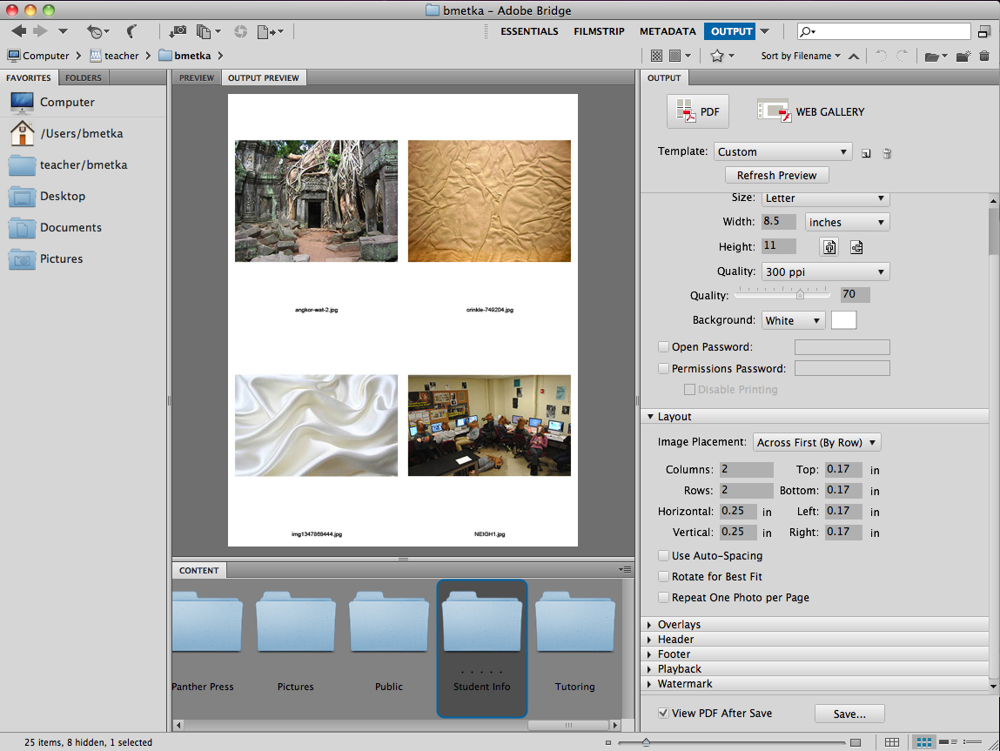 bmetka – Adobe Bridge
ESSENTIALS FILMSTRIP METADATA OUTPUT
Computer teacher bmetka
Sort by Filename
FAVORITES FOLDERS
Computer
/Users/bmetka
teacher/bmetka
Desktop
Documents
Pictures
PREVIEW OUTPUT PREVIEW
angkor-wat-2.jpg crinkle-749204.jpg
img1347868444.jpg NEIGH1.jpg
CONTENT
Panther Press Pictures Public Student Info Tutoring
OUTPUT
PDF WEB GALLERY
Template: Custom
Refresh Preview
Size: Letter
Width: 8.5 inches
Height: 11
Quality: 300 ppi
Quality: 70
Background: White
Open Password:
Permissions Password:
Disable Printing
Layout
Image Placement: Across First (By Row)
Columns: 2 Top: 0.17 in
Rows: 2 Bottom: 0.17 in
Horizontal: 0.25 in Left: 0.17 in
Vertical: 0.25 in Right: 0.17 in
Use Auto-Spacing
Rotate for Best Fit
Repeat One Photo per Page
Overlays
Header
Footer
Playback
Watermark
View PDF After Save Save...
25 items, 8 hidden, 1 selected